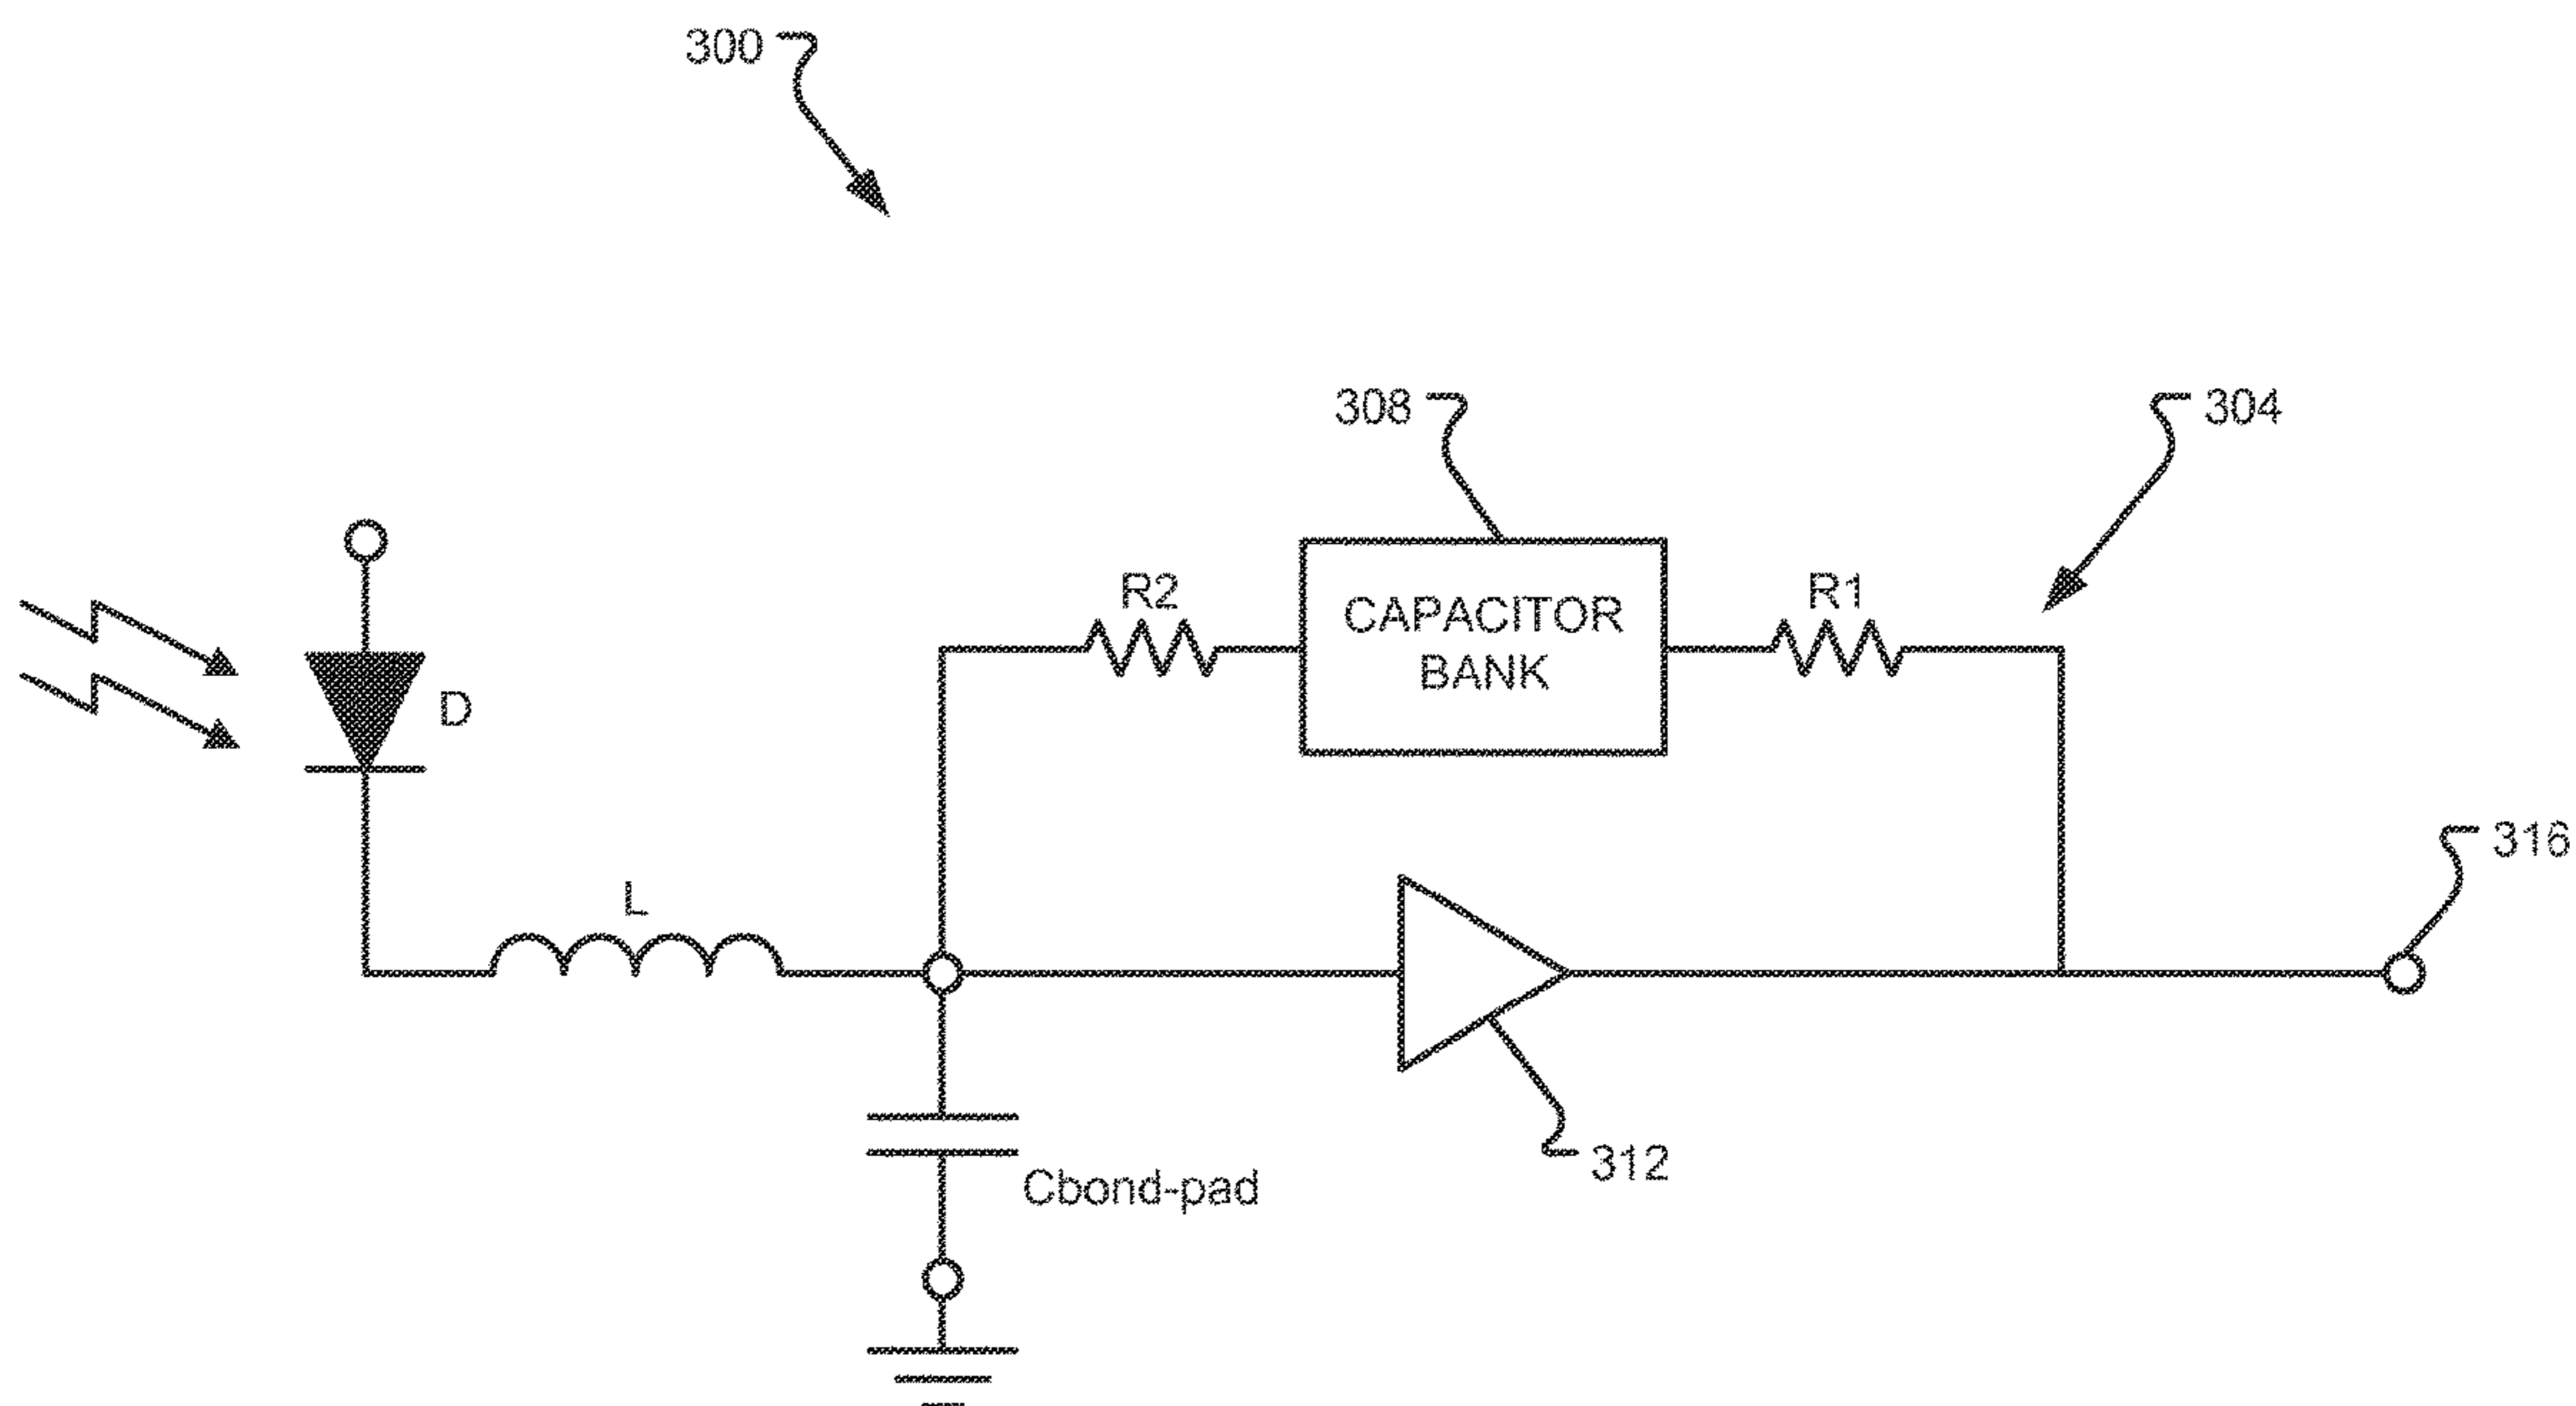 300
308
304
R2
CAPACITOR
BANK
R1
D
316
L
312
Cbond-pad